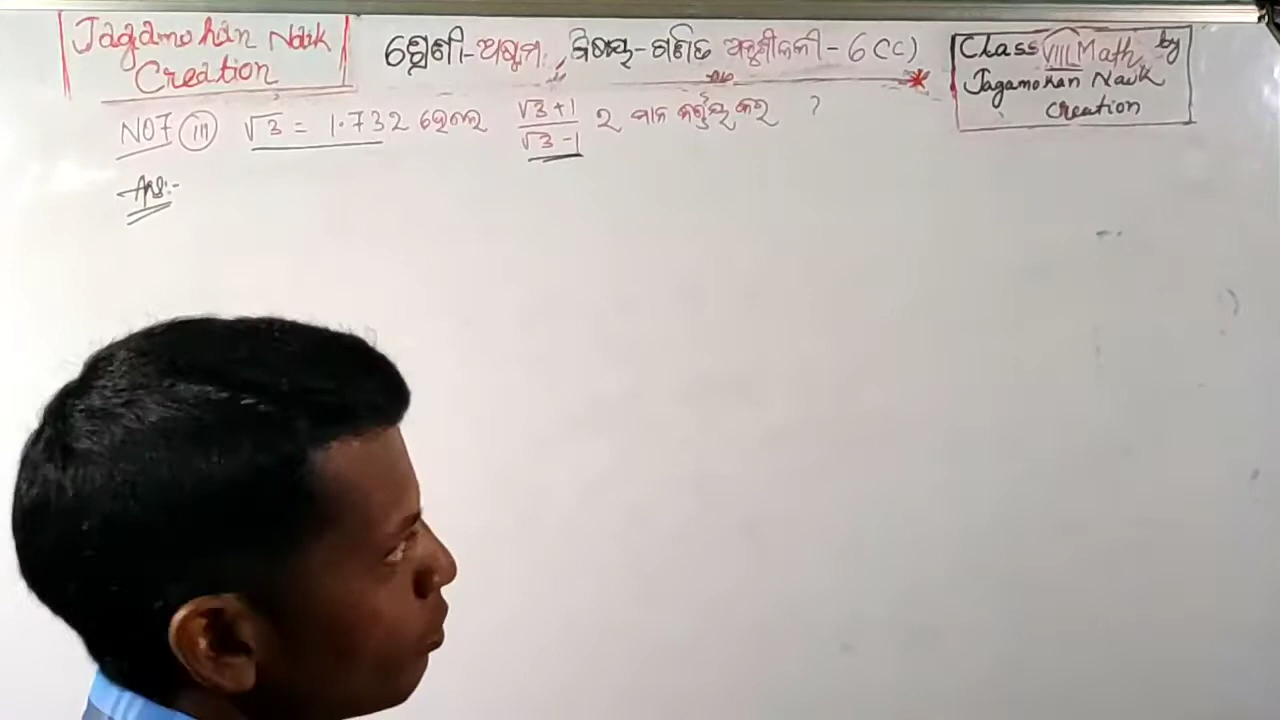 Jagamohan Naik
Creation
ଶ୍ରେଣୀ-ଅଷ୍ଟମ, ବିଷୟ-ଗଣିତ ଅନୁଶୀଳନୀ-6(C)
Class VIII Math by
Jagamohan Naik
creation
NO7 (iii) √3 = 1.732 ହେଲେ (√3+1)/(√3-1) ର ମାନ ନିର୍ଣ୍ଣୟ କର ?
Ans:-